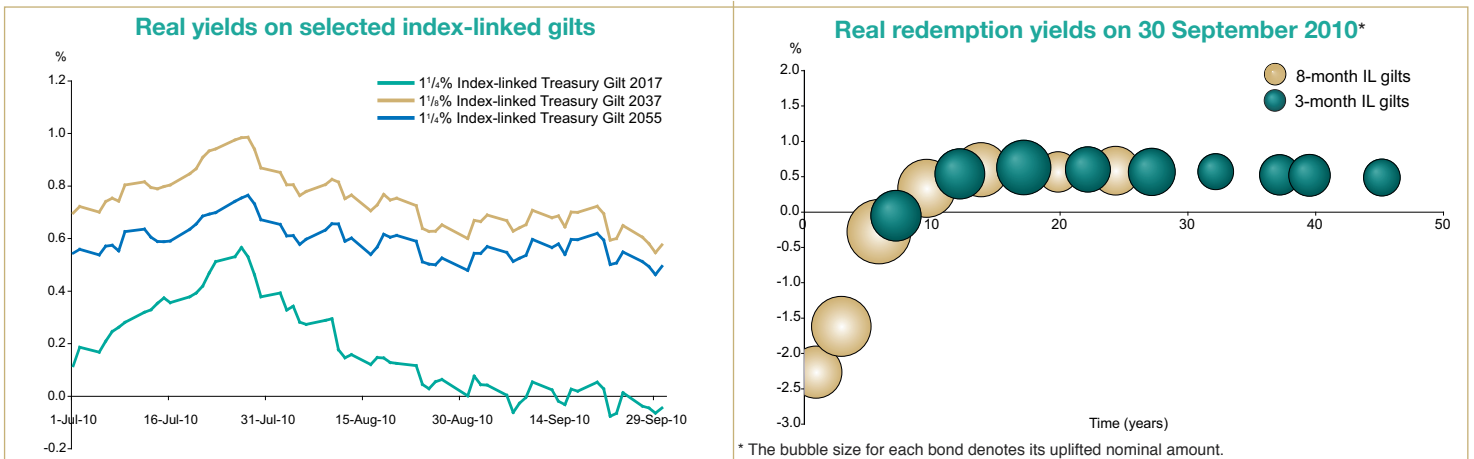 Real yields on selected index-linked gilts
%
1.2
1.0
0.8
0.6
0.4
0.2
0.0
-0.2
1¹/₄% Index-linked Treasury Gilt 2017
1¹/₈% Index-linked Treasury Gilt 2037
1¹/₄% Index-linked Treasury Gilt 2055
1-Jul-10 16-Jul-10 31-Jul-10 15-Aug-10 30-Aug-10 14-Sep-10 29-Sep-10
Real redemption yields on 30 September 2010*
%
2.0
1.5
1.0
0.5
0.0
-0.5
-1.0
-1.5
-2.0
-2.5
-3.0
8-month IL gilts
3-month IL gilts
0 10 20 30 40 50
Time (years)
* The bubble size for each bond denotes its uplifted nominal amount.